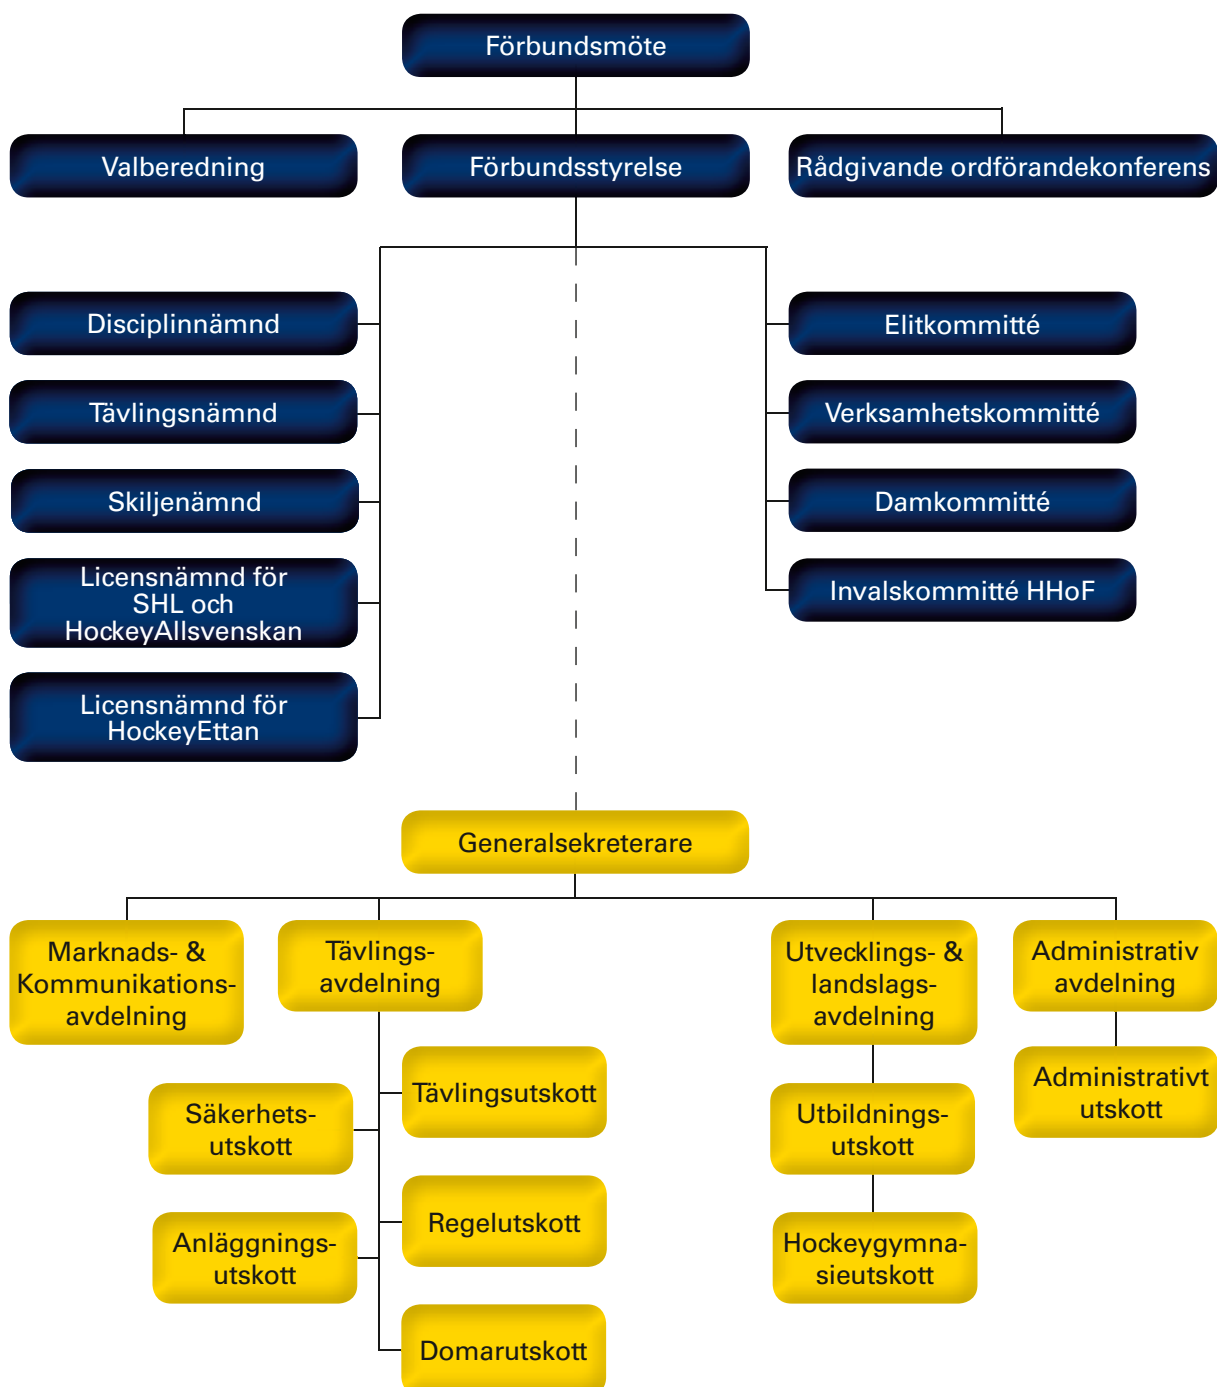 Förbundsmöte
Valberedning
Förbundsstyrelse
Rådgivande ordförandekonferens
Disciplinnämnd
Tävlingsnämnd
Skiljenämnd
Licensnämnd för
SHL och
HockeyAllsvenskan
Licensnämnd för
HockeyEttan
Elitkommitté
Verksamhetskommitté
Damkommitté
Invalskommitté HHoF
Generalsekreterare
Marknads- &
Kommunikations-
avdelning
Tävlings-
avdelning
Säkerhets-
utskott
Anläggnings-
utskott
Tävlingsutskott
Regelutskott
Domarutskott
Utvecklings- &
landslags-
avdelning
Utbildnings-
utskott
Hockeygymna-
sieutskott
Administrativ
avdelning
Administrativt
utskott